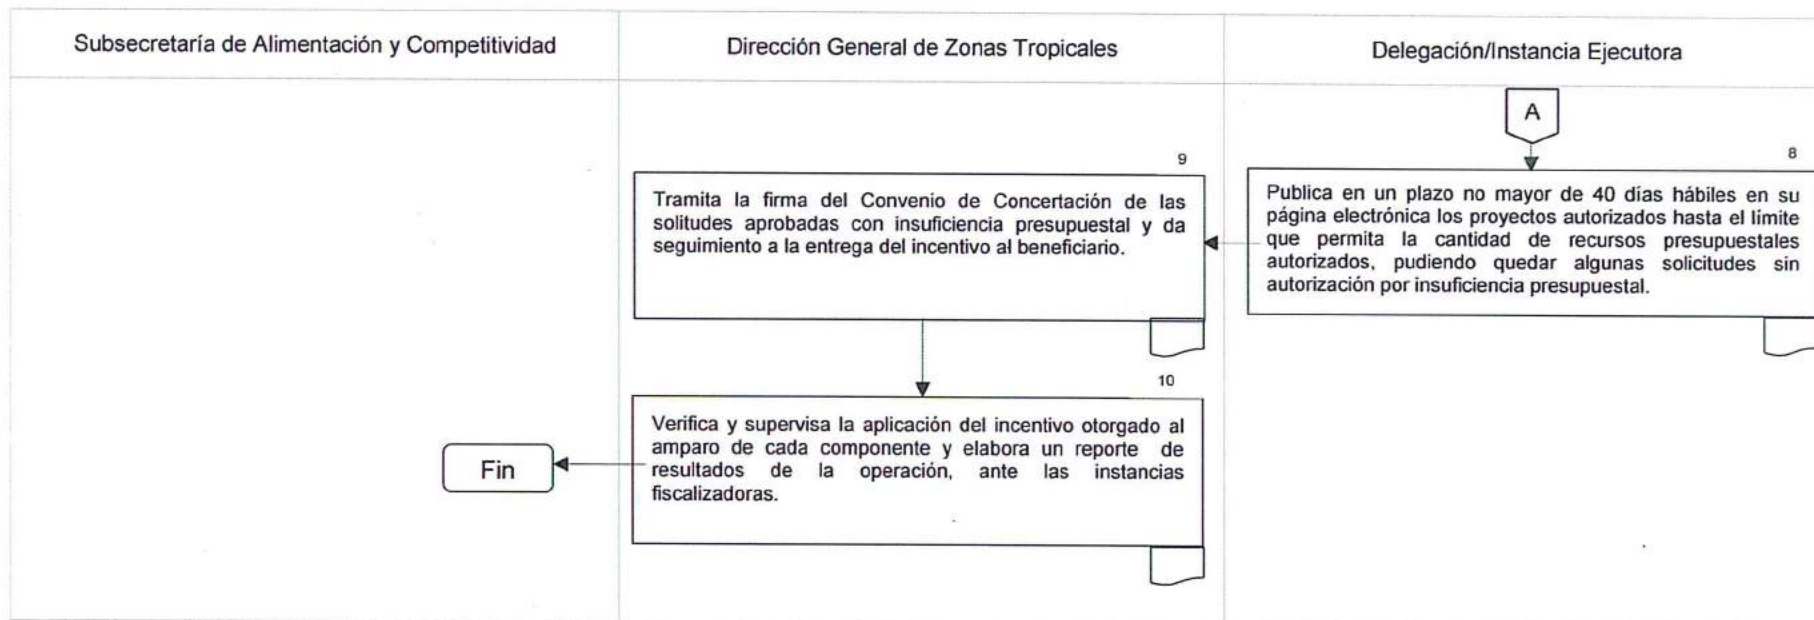 Subsecretaría de Alimentación y Competitividad
Dirección General de Zonas Tropicales
Delegación/Instancia Ejecutora
A
8
Publica en un plazo no mayor de 40 días hábiles en su
página electrónica los proyectos autorizados hasta el límite
que permita la cantidad de recursos presupuestales
autorizados, pudiendo quedar algunas solicitudes sin
autorización por insuficiencia presupuestal.
9
Tramita la firma del Convenio de Concertación de las
solitudes aprobadas con insuficiencia presupuestal y da
seguimiento a la entrega del incentivo al beneficiario.
10
Verifica y supervisa la aplicación del incentivo otorgado al
amparo de cada componente y elabora un reporte de
resultados de la operación, ante las instancias
fiscalizadoras.
Fin